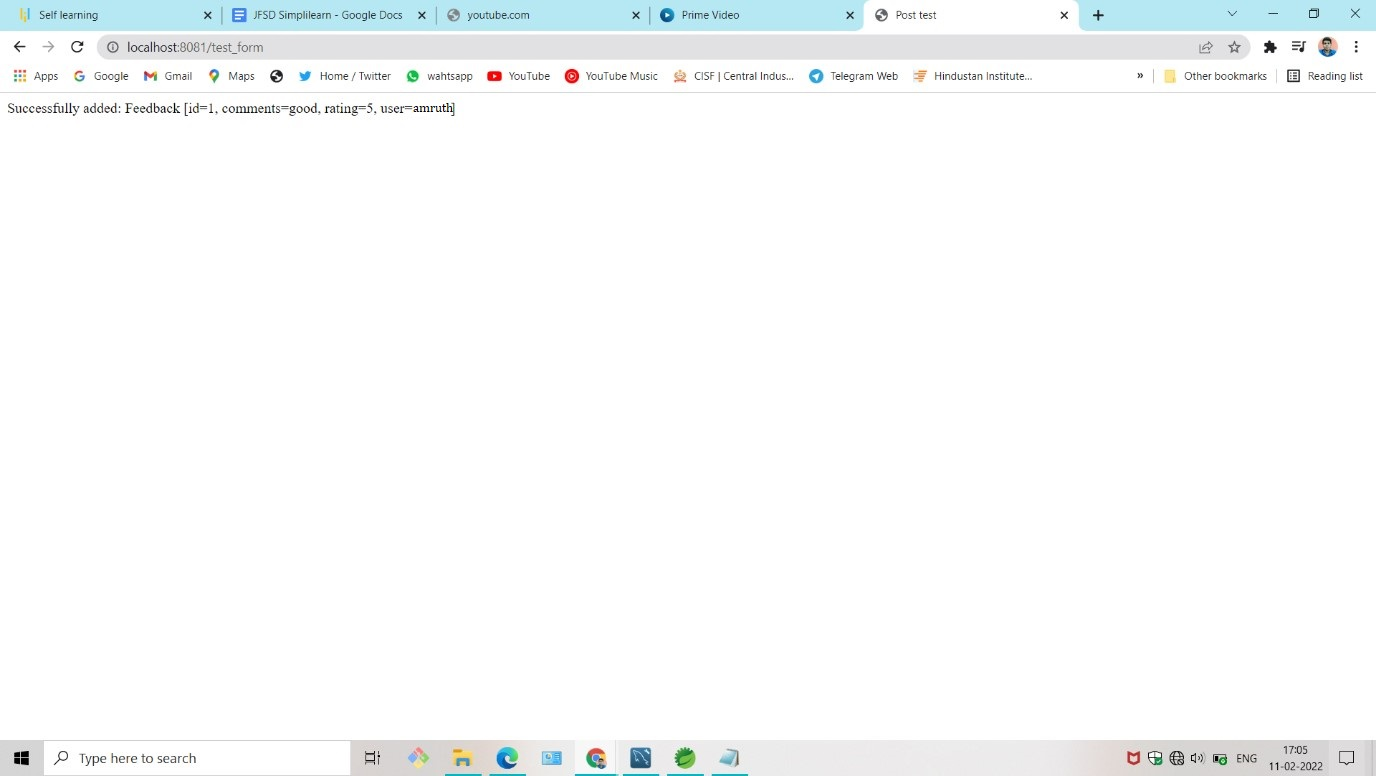 Self learning
JFSD Simplilearn - Google Docs
youtube.com
Prime Video
Post test
localhost:8081/test_form
Apps
Google
Gmail
Maps
Home / Twitter
wahtsapp
YouTube
YouTube Music
CISF | Central Indus...
Telegram Web
Hindustan Institute...
»
Other bookmarks
Reading list
Successfully added: Feedback [id=1, comments=good, rating=5, user=amruth]
Type here to search
ENG
17:05
11-02-2022